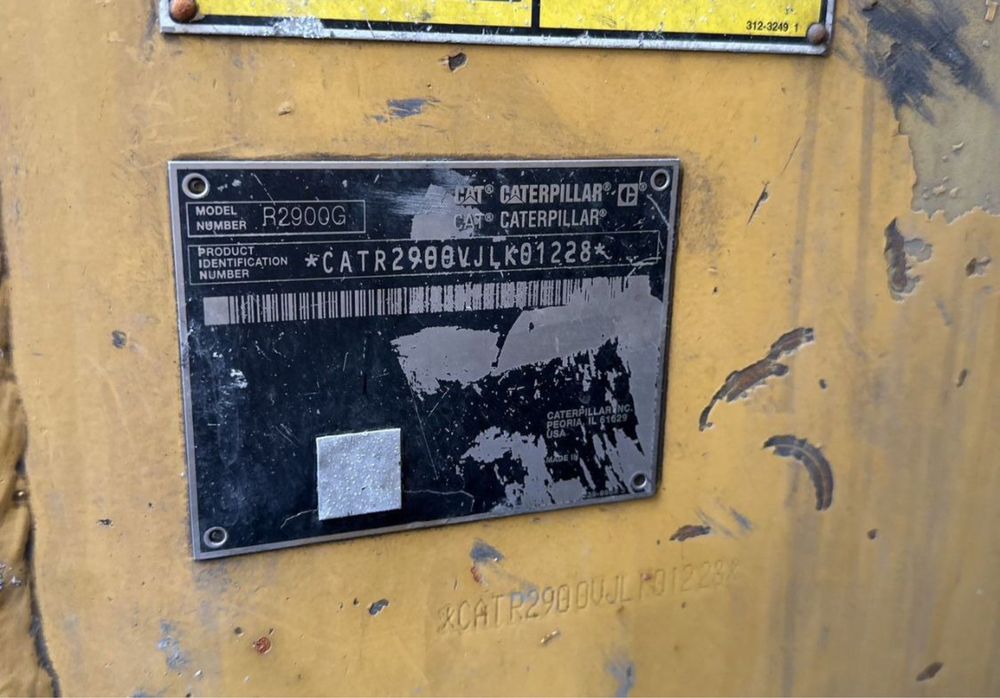 312-3249 1
CAT® CATERPILLAR® ®
CAT® CATERPILLAR®
MODEL NUMBER R2900G
PRODUCT IDENTIFICATION NUMBER *CATR2900VJLK01228*
CATERPILLAR INC.
PEORIA, IL 61629
USA
MADE IN
*CATR2900VJLK01228*